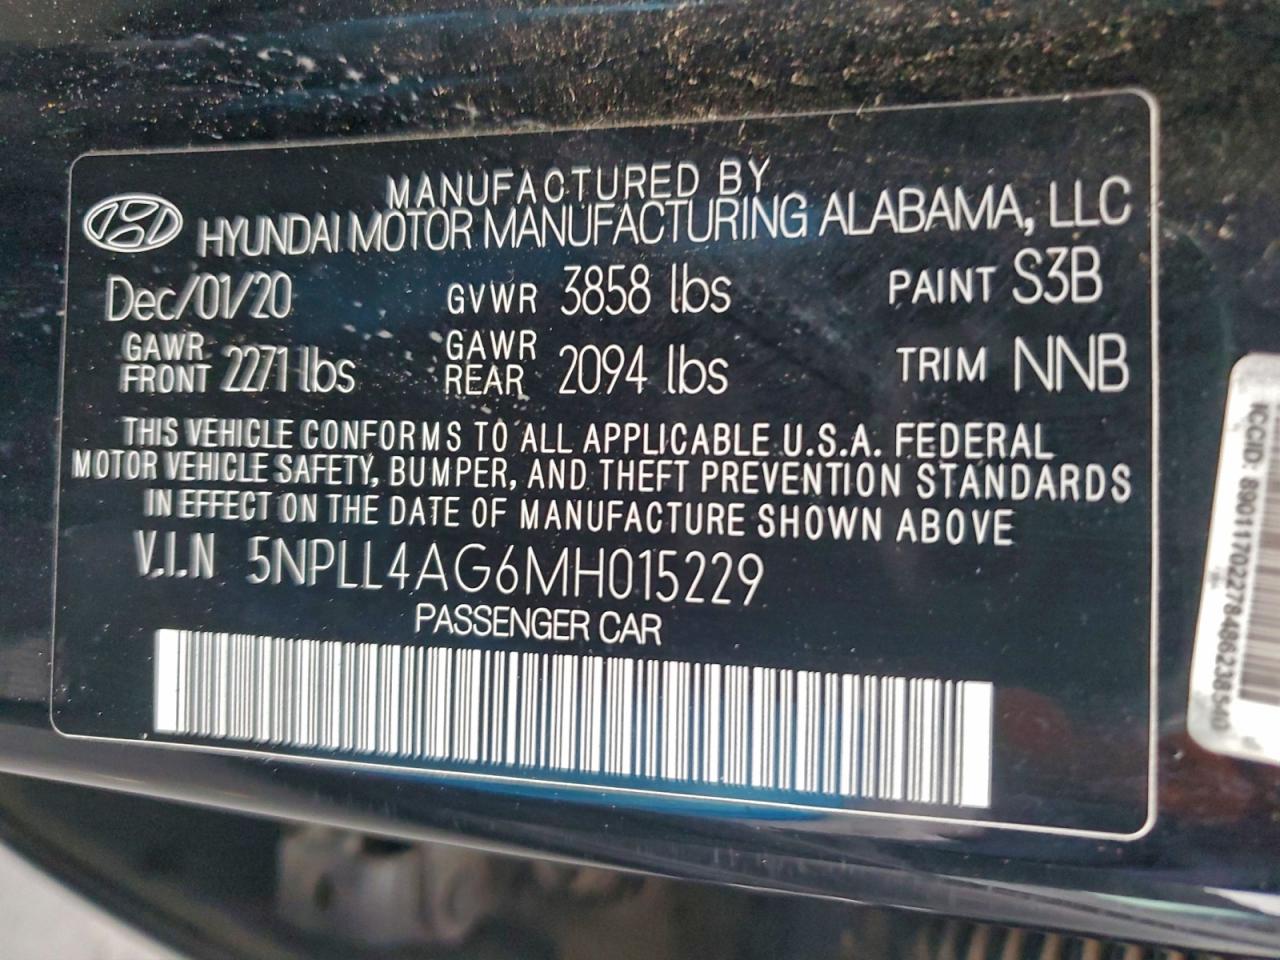 MANUFACTURED BY
HYUNDAI MOTOR MANUFACTURING ALABAMA, LLC
Dec/01/20 GVWR 3858 lbs PAINT S3B
GAWR FRONT 2271 lbs GAWR REAR 2094 lbs TRIM NNB
THIS VEHICLE CONFORMS TO ALL APPLICABLE U.S.A. FEDERAL
MOTOR VEHICLE SAFETY, BUMPER, AND THEFT PREVENTION STANDARDS
IN EFFECT ON THE DATE OF MANUFACTURE SHOWN ABOVE
V.I.N 5NPLL4AG6MH015229
PASSENGER CAR
ICCID: 89011702278486238540